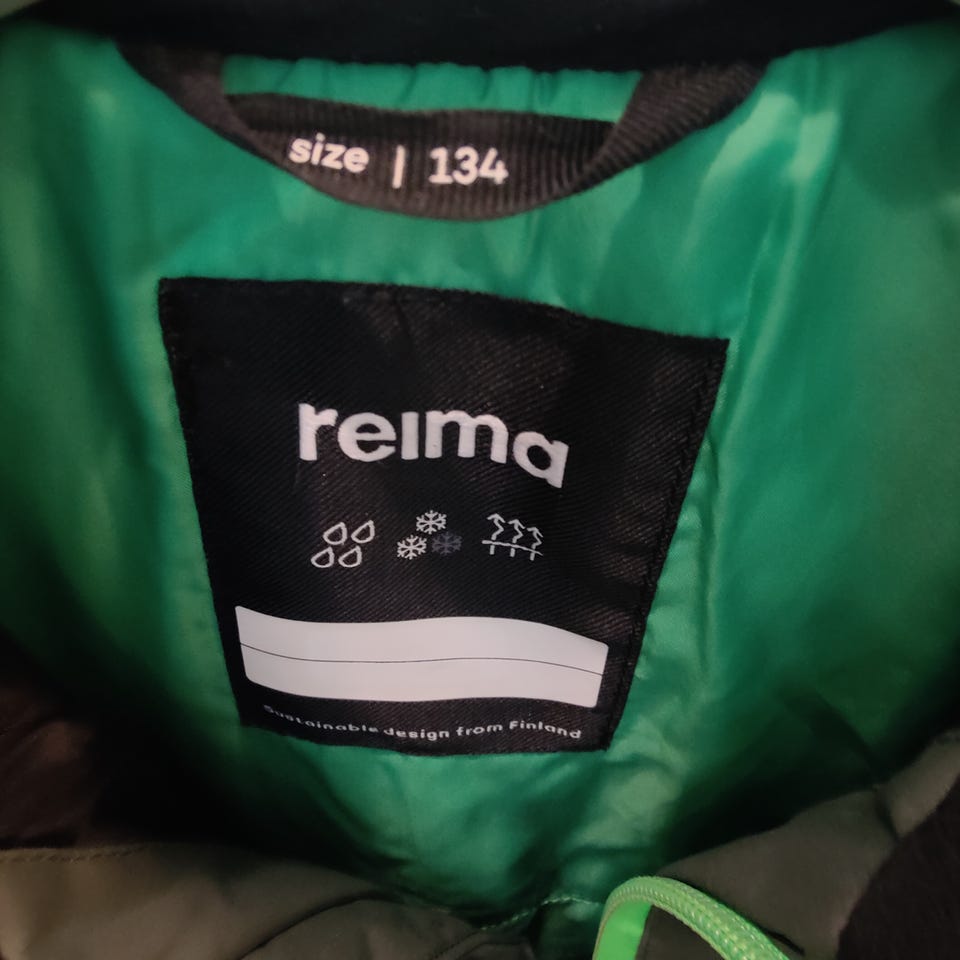 size | 134
reima
Sustainable design from Finland